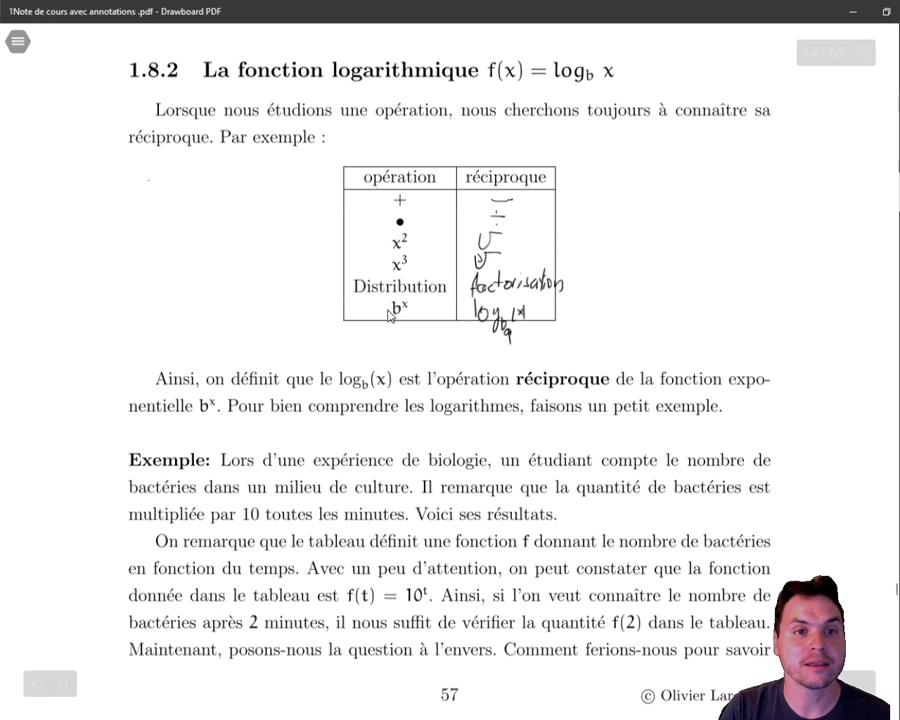 1Note de cours avec annotations .pdf - Drawboard PDF
54 / 65
1.8.2 La fonction logarithmique f(x) = log_b x
Lorsque nous étudions une opération, nous cherchons toujours à connaître sa
réciproque. Par exemple :
opération réciproque
+ −
• ÷
x² √
x³ ∛
Distribution factorisation
bˣ log_b
Ainsi, on définit que le log_b(x) est l'opération réciproque de la fonction expo-
nentielle bˣ. Pour bien comprendre les logarithmes, faisons un petit exemple.
Exemple: Lors d'une expérience de biologie, un étudiant compte le nombre de
bactéries dans un milieu de culture. Il remarque que la quantité de bactéries est
multipliée par 10 toutes les minutes. Voici ses résultats.
On remarque que le tableau définit une fonction f donnant le nombre de bactéries
en fonction du temps. Avec un peu d'attention, on peut constater que la fonction
donnée dans le tableau est f(t) = 10ᵗ. Ainsi, si l'on veut connaître le nombre de
bactéries après 2 minutes, il nous suffit de vérifier la quantité f(2) dans le tableau.
Maintenant, posons-nous la question à l'envers. Comment ferions-nous pour savoir
57
© Olivier